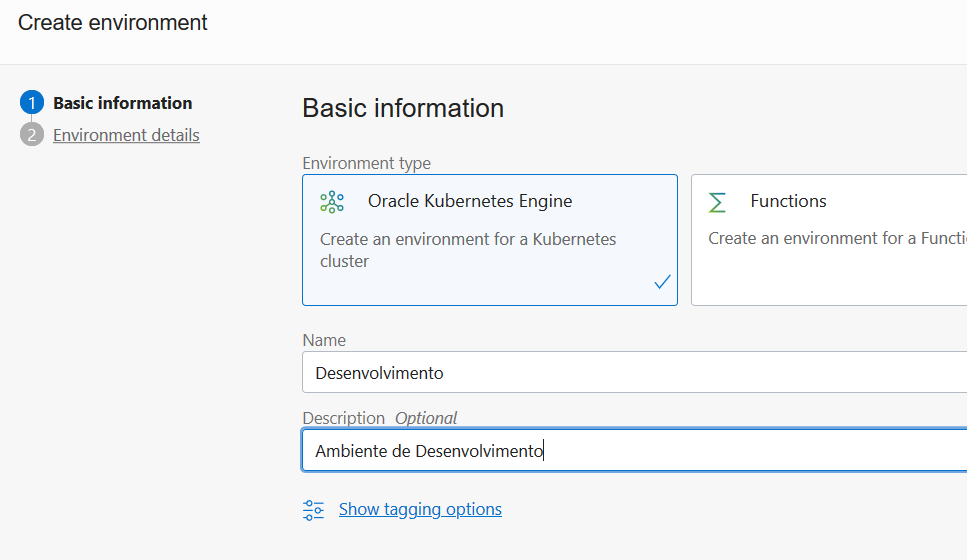 Create environment
1 Basic information
2 Environment details
Basic information
Environment type
Oracle Kubernetes Engine
Create an environment for a Kubernetes
cluster
Functions
Create an environment for a Functi
Name
Desenvolvimento
Description Optional
Ambiente de Desenvolvimento
Show tagging options